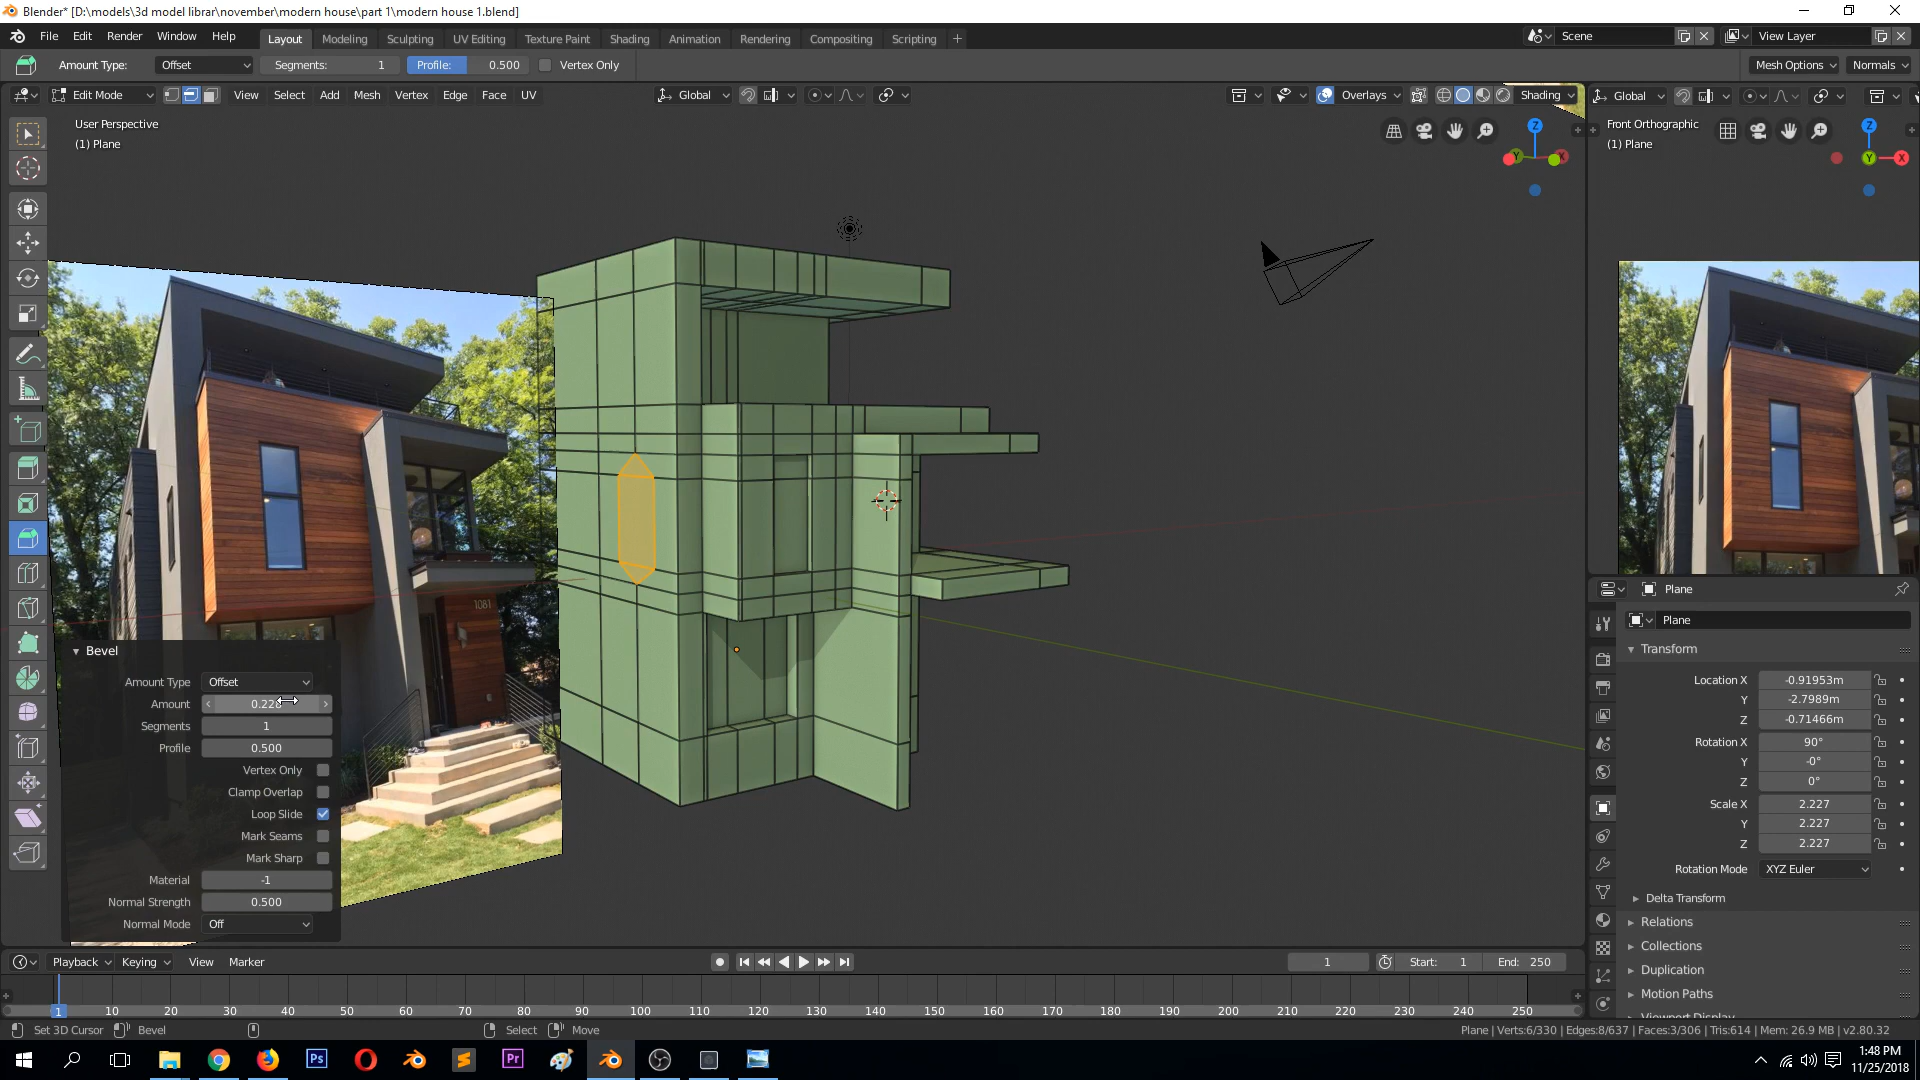 Blender* [D:\models\3d model librar\november\modern house\part 1\modern house 1.blend]
File Edit Render Window Help Layout Modeling Sculpting UV Editing Texture Paint Shading Animation Rendering Compositing Scripting Scene View Layer
Amount Type: Offset Segments: 1 Profile: 0.500 Vertex Only Mesh Options Normals
Edit Mode View Select Add Mesh Vertex Edge Face UV Global Overlays Shading Global
User Perspective
(1) Plane
Front Orthographic
(1) Plane
Z
Y
X
Z
Y
X
1081
Bevel
Amount Type Offset
Amount
Segments 1
Profile 0.500
Vertex Only
Clamp Overlap
Loop Slide
Mark Seams
Mark Sharp
Material -1
Normal Strength 0.500
Normal Mode Off
Plane
Plane
Transform
Location X -0.91953m
Y -2.7989m
Z -0.71466m
Rotation X 90°
Y -0°
Z 0°
Scale X 2.227
Y 2.227
Z 2.227
Rotation Mode XYZ Euler
Delta Transform
Relations
Collections
Duplication
Motion Paths
Viewport Display
Playback Keying View Marker 1 Start: 1 End: 250
1 10 20 30 40 50 60 70 80 90 100 110 120 130 140 150 160 170 180 190 200 210 220 230 240 250
Set 3D Cursor Bevel Select Move Plane | Verts:6/330 | Edges:8/637 | Faces:3/306 | Tris:614 | Mem: 26.9 MB | v2.80.32
Ps Pr
1:48 PM
11/25/2018